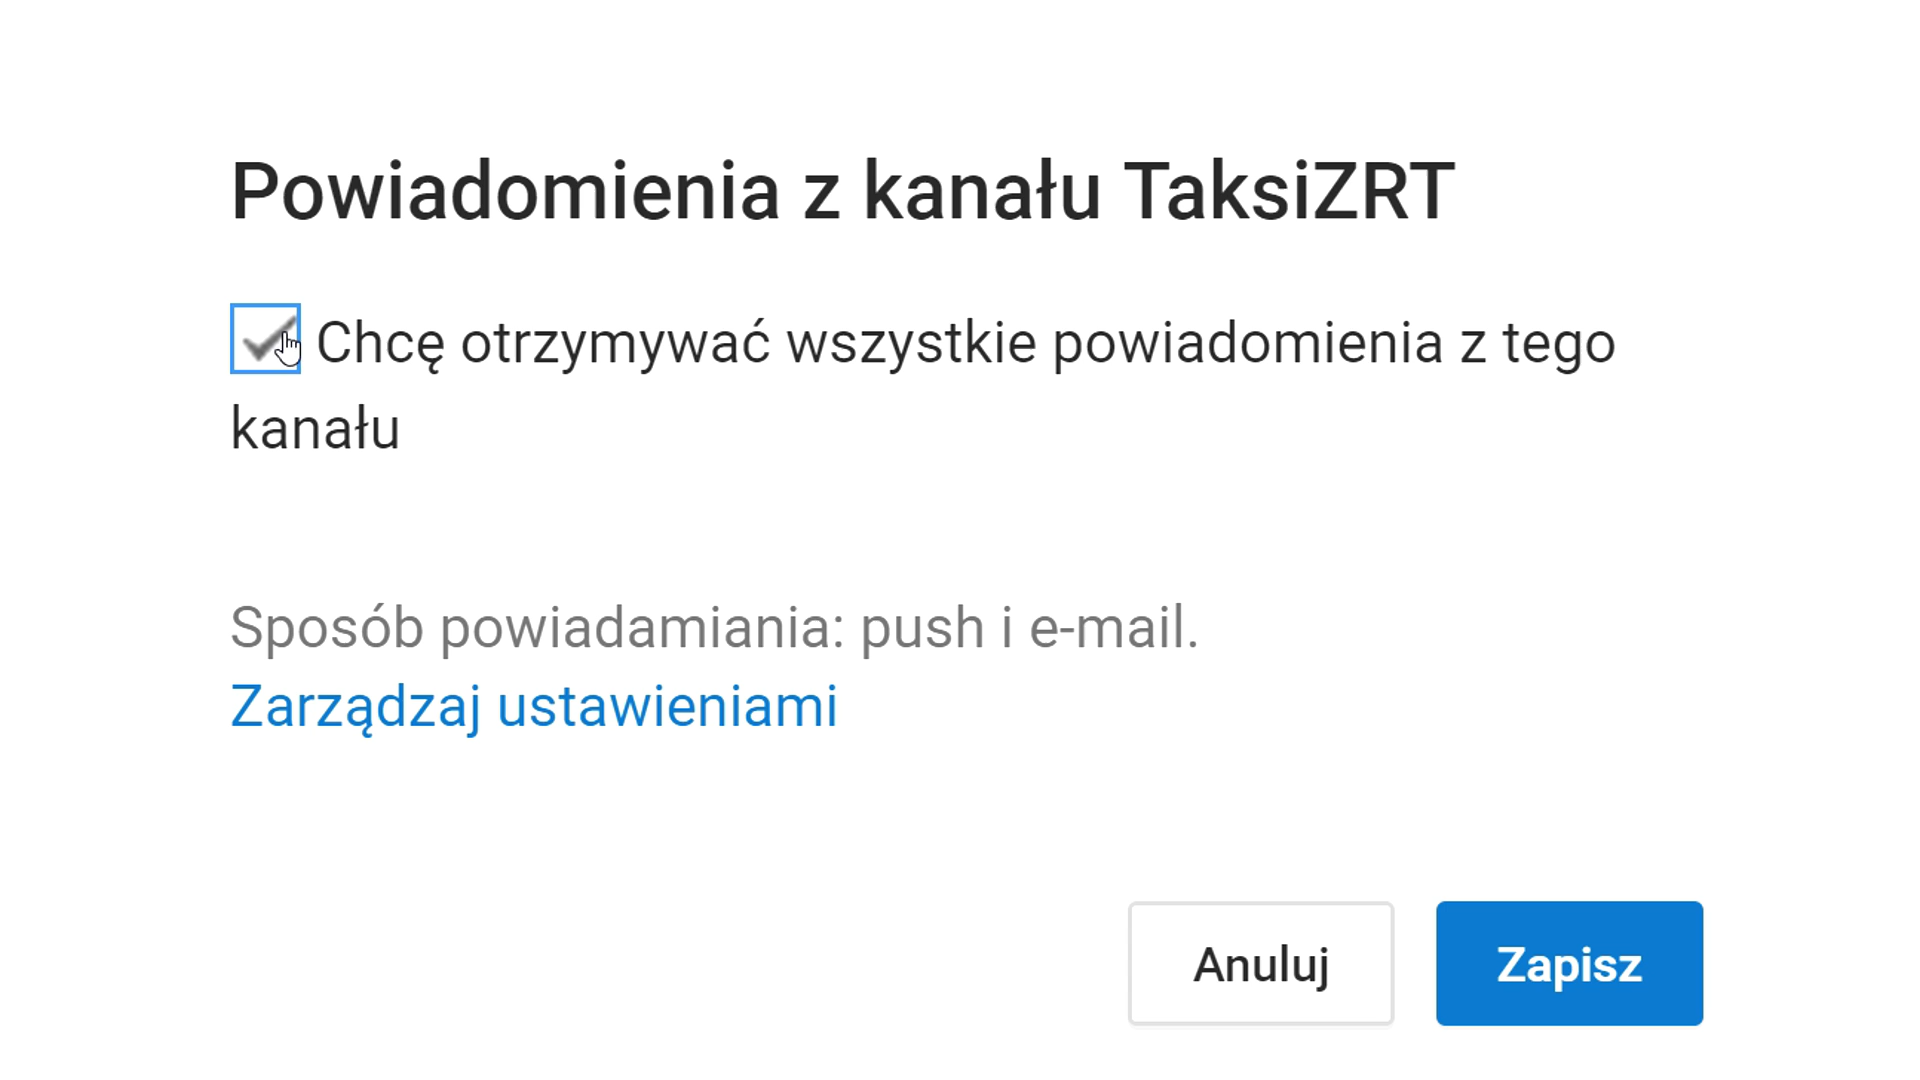 Powiadomienia z kanału TaksiZRT
Chcę otrzymywać wszystkie powiadomienia z tego
kanału
Sposób powiadamiania: push i e-mail.
Zarządzaj ustawieniami
Anuluj
Zapisz